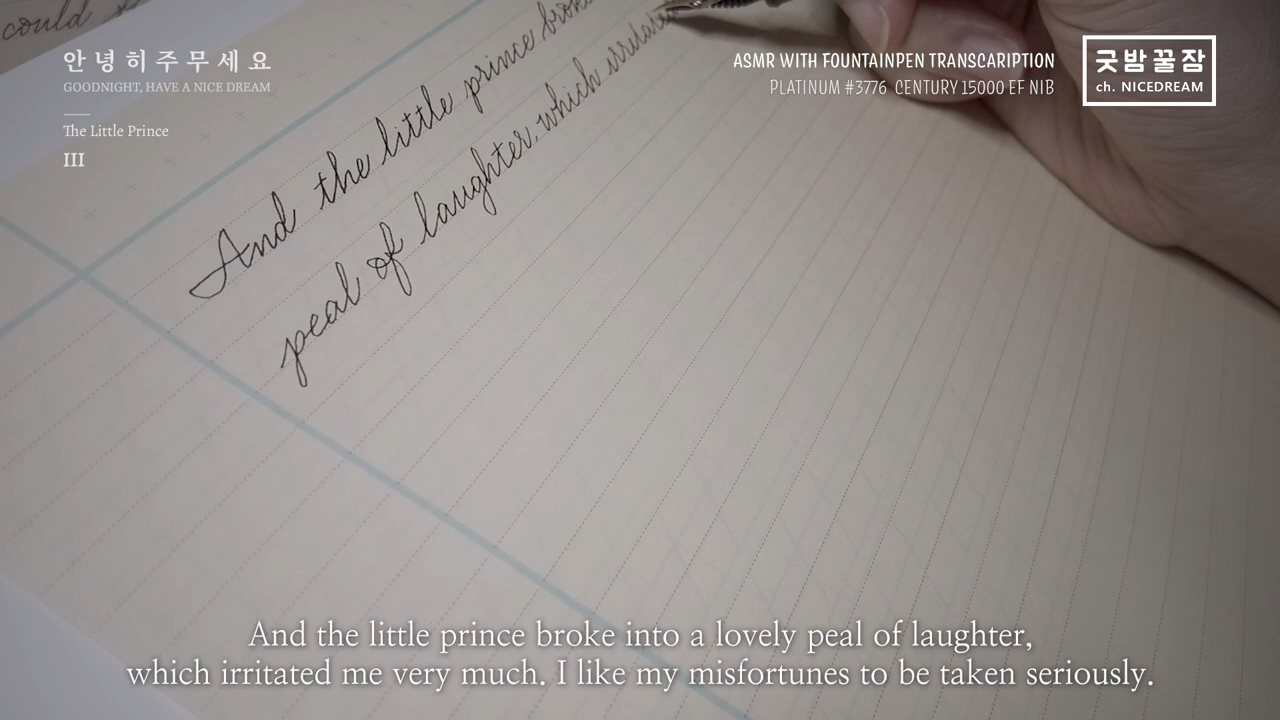 could
안녕히주무세요
GOODNIGHT, HAVE A NICE DREAM
The Little Prince
III
ASMR WITH FOUNTAINPEN TRANSCARIPTION
PLATINUM #3776 CENTURY 15000 EF NIB
굿밤꿀잠
ch. NICEDREAM
And the little prince
peal of laughter, which irritated
And the little prince broke into a lovely peal of laughter,
which irritated me very much. I like my misfortunes to be taken seriously.